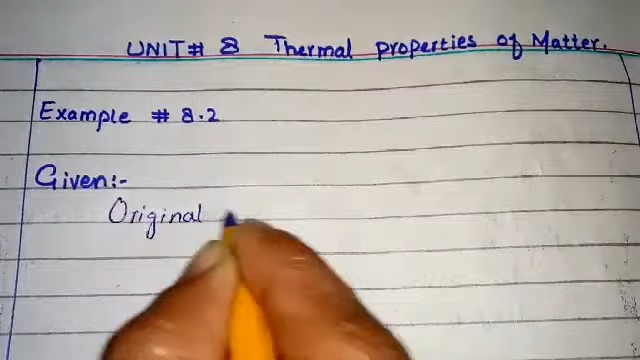 UNIT# 8 Thermal properties of Matter.
Example # 8.2
Given:-
Original